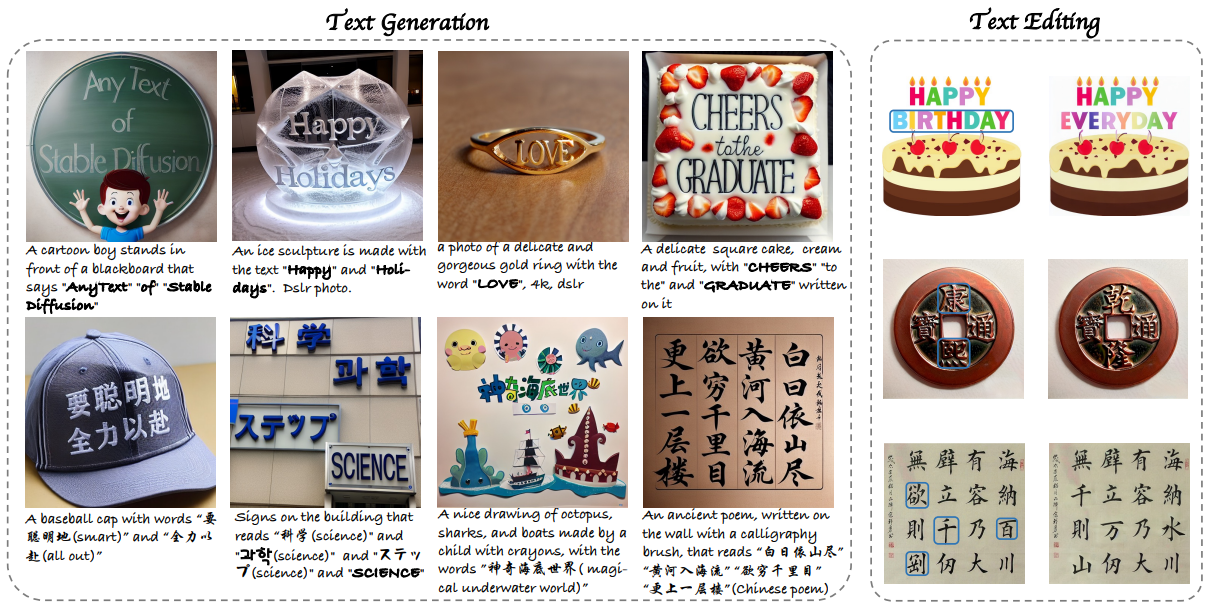 Text Generation
Text Editing
Any Text
of
Stable Diffusion
Happy
Holidays
LOVE
CHEERS
to the
GRADUATE
A cartoon boy stands in
front of a blackboard that
says "AnyText" "of" "Stable
Diffusion"
An ice sculpture is made with
the text "Happy" and "Holi-
days". Dslr photo.
a photo of a delicate and
gorgeous gold ring with the
word "LOVE", 4k, dslr
A delicate square cake, cream
and fruit, with "CHEERS" "to
the" and "GRADUATE" written
on it
要聪明地
全力以赴
科学
과학
ステップ
SCIENCE
神奇海底世界
白日依山尽
黄河入海流
欲穷千里目
更上一层楼
A baseball cap with words "要
聪明地(smart)" and "全力以
赴(all out)"
Signs on the building that
reads "科学(science)" and
"과학(science)" and "ステッ
プ(science)" and "SCIENCE"
A nice drawing of octopus,
sharks, and boats made by a
child with crayons, with the
words "神奇海底世界(magi-
cal underwater world)"
An ancient poem, written on
the wall with a calligraphy
brush, that reads "白日依山尽"
"黄河入海流" "欲穷千里目"
"更上一层楼"(Chinese poem)
HAPPY
BIRTHDAY
HAPPY
EVERYDAY
康熙通寶
乾隆通寶
海納百川
有容乃大
壁立千仞
無欲則剛
海納水川
有容乃大
壁立万仞
無千則山